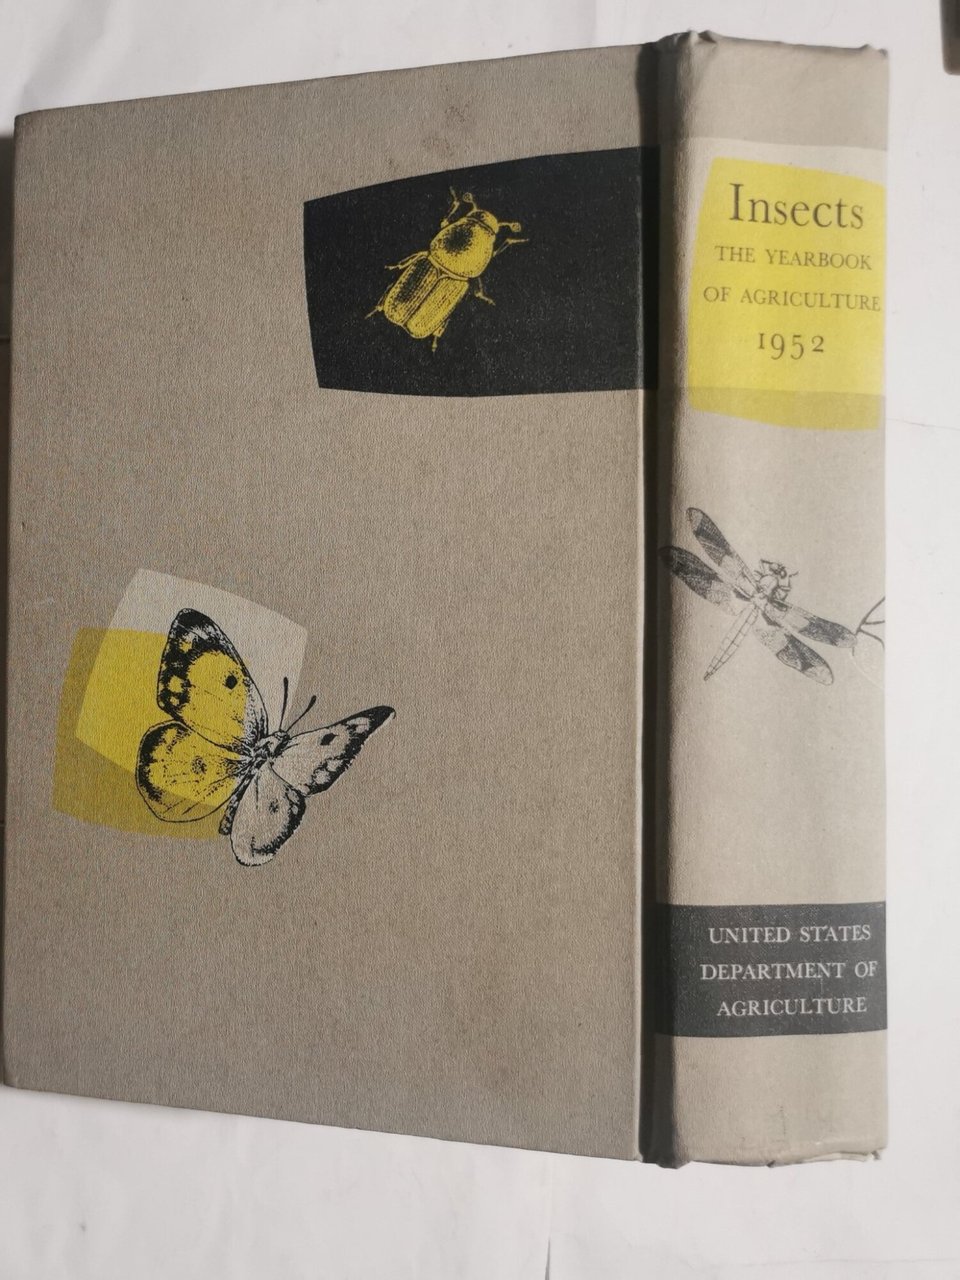 Insects
THE YEARBOOK
OF AGRICULTURE
1952
UNITED STATES
DEPARTMENT OF
AGRICULTURE